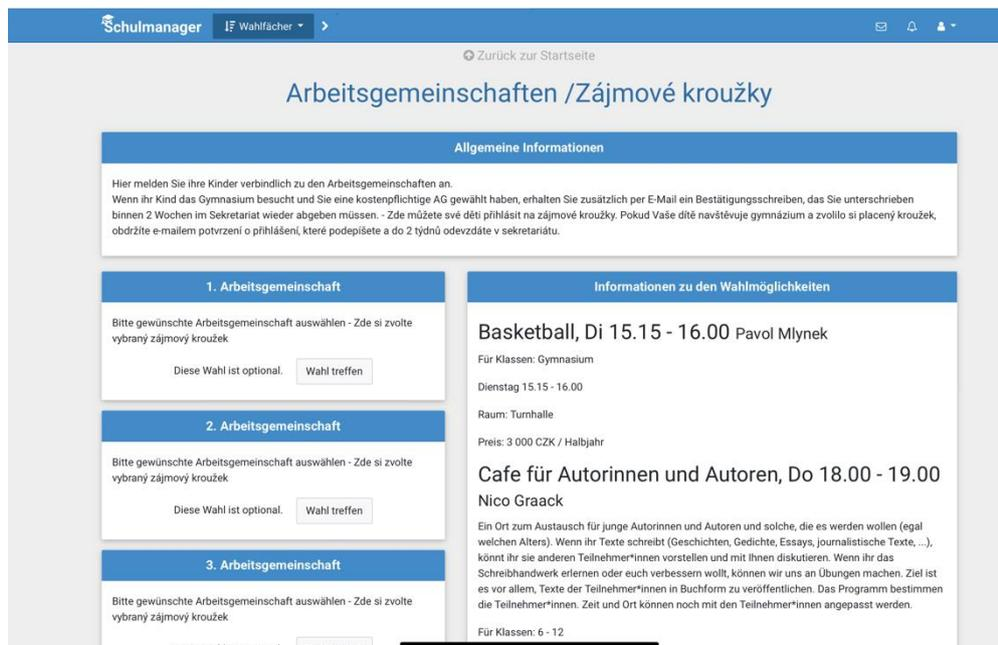 Schulmanager Wahlfächer
Zurück zur Startseite
Arbeitsgemeinschaften /Zájmové kroužky
Allgemeine Informationen
Hier melden Sie ihre Kinder verbindlich zu den Arbeitsgemeinschaften an.
Wenn ihr Kind das Gymnasium besucht und Sie eine kostenpflichtige AG gewählt haben, erhalten Sie zusätzlich per E-Mail ein Bestätigungsschreiben, das Sie unterschrieben
binnen 2 Wochen im Sekretariat wieder abgeben müssen. - Zde můžete své děti přihlásit na zájmové kroužky. Pokud Vaše dítě navštěvuje gymnázium a zvolilo si placený kroužek,
obdržíte e-mailem potvrzení o přihlášení, které podepíšete a do 2 týdnů odevzdáte v sekretariátu.
1. Arbeitsgemeinschaft
Bitte gewünschte Arbeitsgemeinschaft auswählen - Zde si zvolte
vybraný zájmový kroužek
Diese Wahl ist optional. Wahl treffen
2. Arbeitsgemeinschaft
Bitte gewünschte Arbeitsgemeinschaft auswählen - Zde si zvolte
vybraný zájmový kroužek
Diese Wahl ist optional. Wahl treffen
3. Arbeitsgemeinschaft
Bitte gewünschte Arbeitsgemeinschaft auswählen - Zde si zvolte
vybraný zájmový kroužek
Informationen zu den Wahlmöglichkeiten
Basketball, Di 15.15 - 16.00 Pavol Mlynek
Für Klassen: Gymnasium
Dienstag 15.15 - 16.00
Raum: Turnhalle
Preis: 3 000 CZK / Halbjahr
Cafe für Autorinnen und Autoren, Do 18.00 - 19.00
Nico Graack
Ein Ort zum Austausch für junge Autorinnen und Autoren und solche, die es werden wollen (egal
welchen Alters). Wenn ihr Texte schreibt (Geschichten, Gedichte, Essays, journalistische Texte, ...),
könnt ihr sie anderen Teilnehmer*innen vorstellen und mit Ihnen diskutieren. Wenn ihr das
Schreibhandwerk erlernen oder euch verbessern wollt, können wir uns an Übungen machen. Ziel ist
es vor allem, Texte der Teilnehmer*innen in Buchform zu veröffentlichen. Das Programm bestimmen
die Teilnehmer*innen. Zeit und Ort können noch mit den Teilnehmer*innen angepasst werden.
Für Klassen: 6 - 12